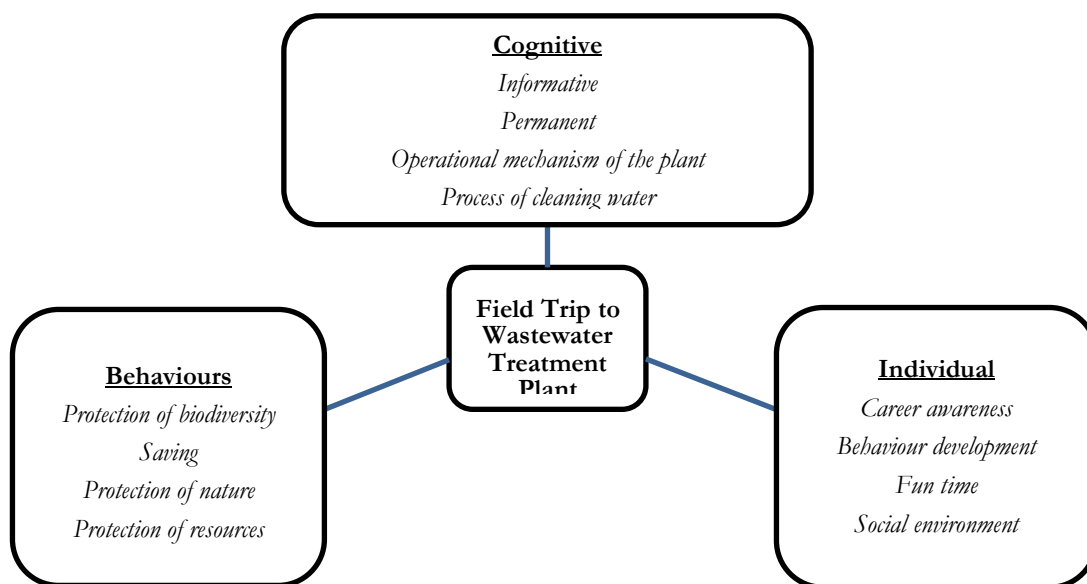 Cognitive
Informative
Permanent
Operational mechanism of the plant
Process of cleaning water
Field Trip to
Wastewater
Treatment
Plant
Behaviours
Protection of biodiversity
Saving
Protection of nature
Protection of resources
Individual
Career awareness
Behaviour development
Fun time
Social environment